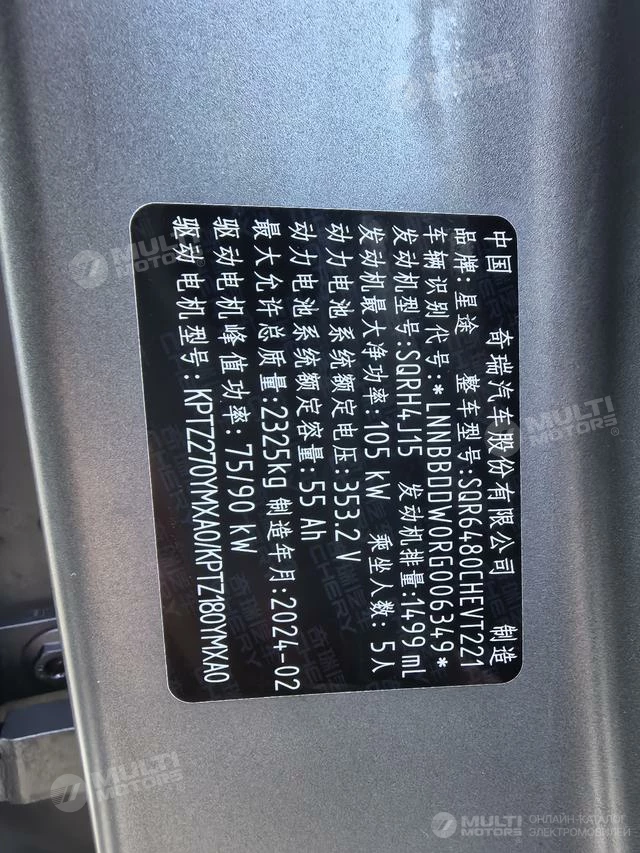 中国 奇瑞汽车股份有限公司 制造
品牌:星途 整车型号:SQR6480CHEVT221
车辆识别代号:*LNNBBDDW0RG006349*
发动机型号:SQRH4J15 发动机排量:1499 ml
发动机最大净功率:105 kW 乘坐人数:5人
动力电池系统额定电压:353.2 V
动力电池系统额定容量:55 Ah
最大允许总质量:2325kg 制造年月:2024-02
驱动电机峰值功率:75/90 kW
驱动电机型号:KPTZ270YMXA0/KPTZ180YMXA0
MULTI MOTORS
MULTI MOTORS
MULTI MOTORS
MULTI MOTORS
MULTI MOTORS
ОНЛАЙН-КАТАЛОГ
ЭЛЕКТРОМОБИЛЕЙ